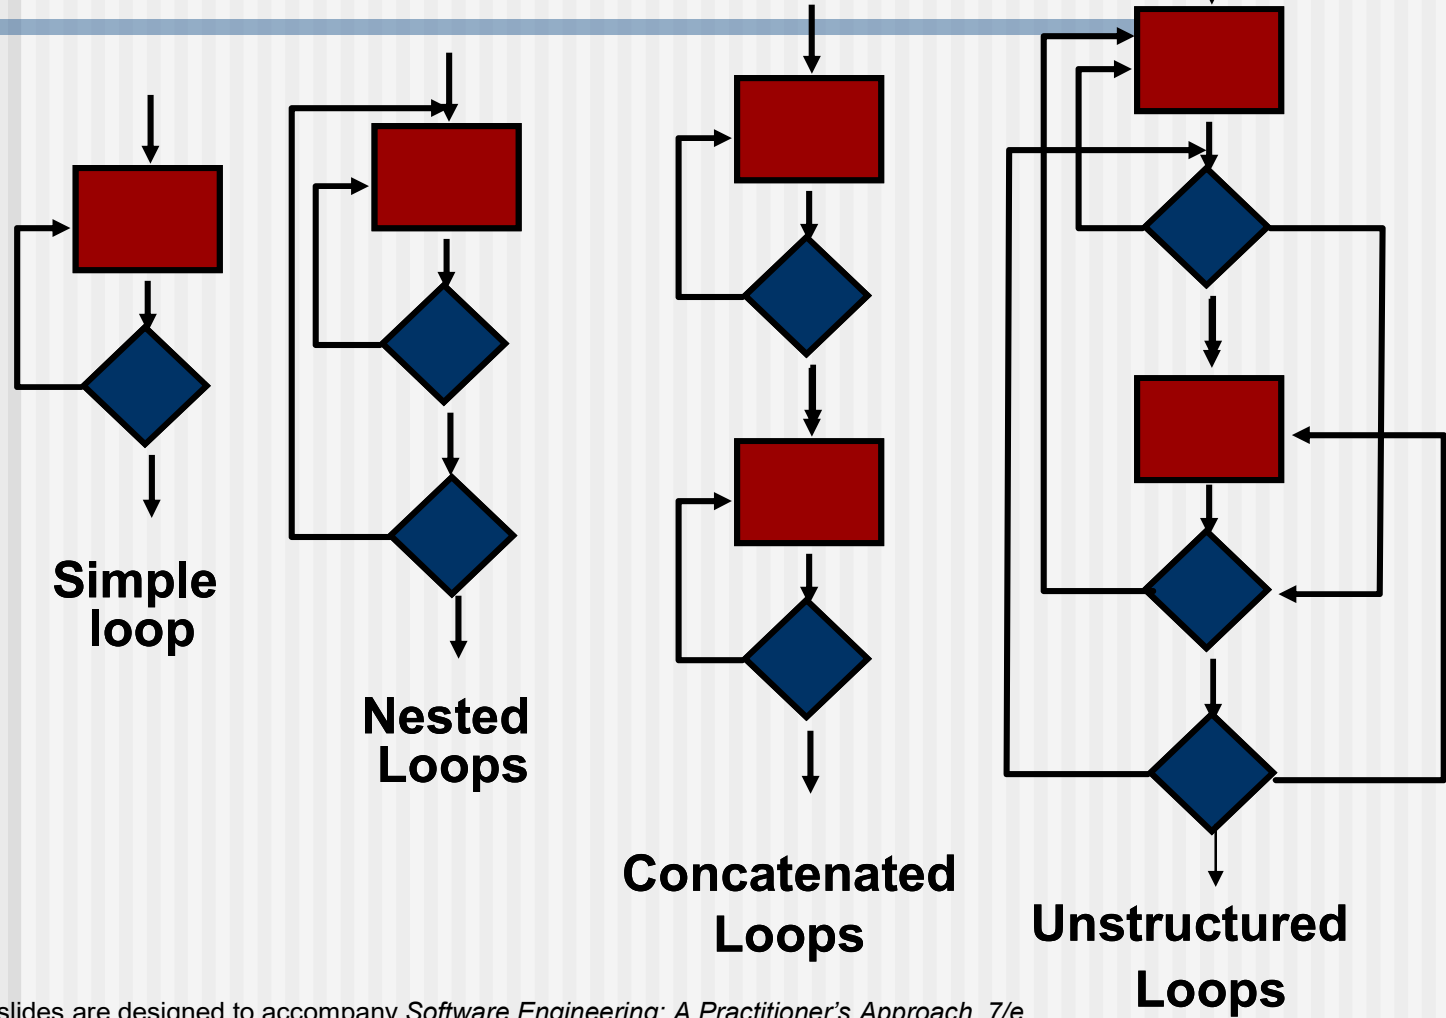 Simple
loop
Nested
Loops
Concatenated
Loops
Unstructured
Loops
slides are designed to accompany Software Engineering: A Practitioner's Approach, 7/e